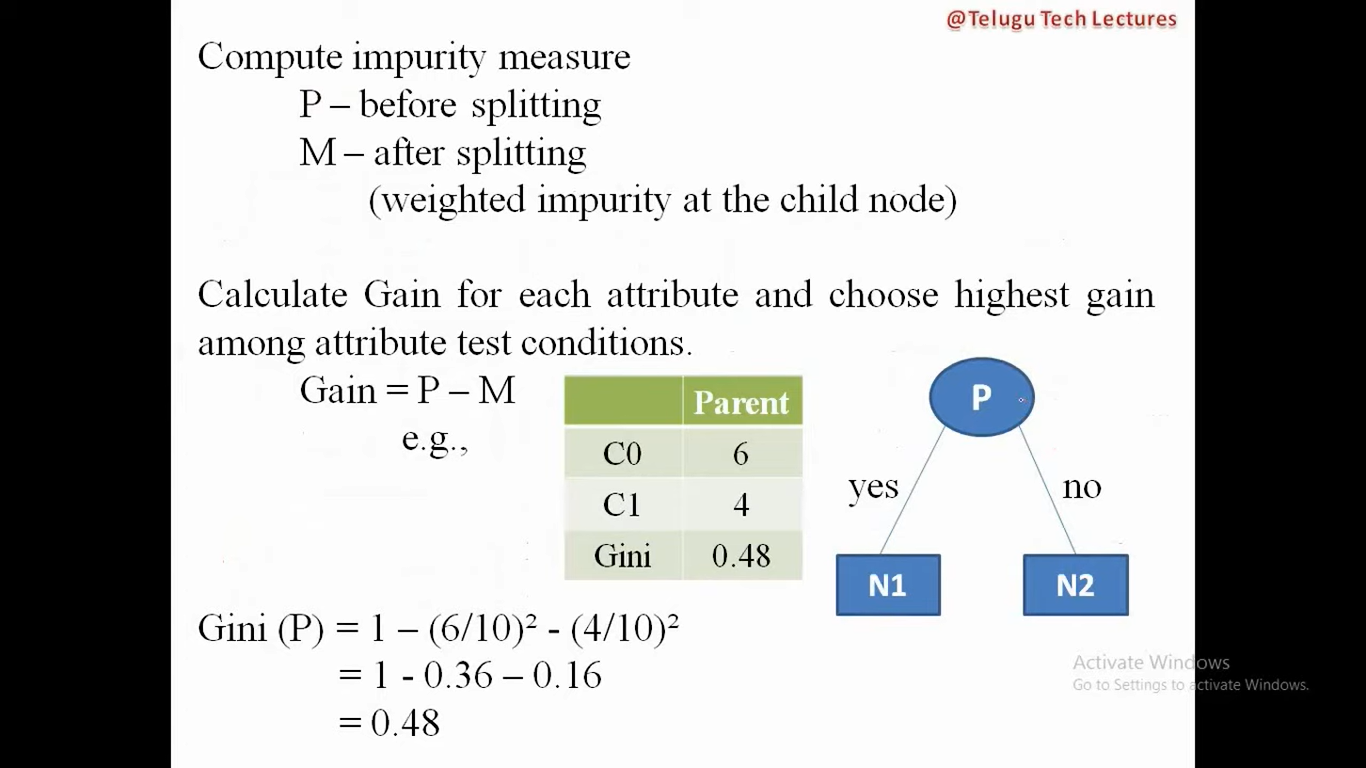 @Telugu Tech Lectures
Compute impurity measure
P – before splitting
M – after splitting
(weighted impurity at the child node)
Calculate Gain for each attribute and choose highest gain
among attribute test conditions.
Gain = P – M
e.g.,
Parent
C0 6
C1 4
Gini 0.48
P
yes no
N1 N2
Gini (P) = 1 – (6/10)² - (4/10)²
= 1 - 0.36 – 0.16
= 0.48
Activate Windows
Go to Settings to activate Windows.